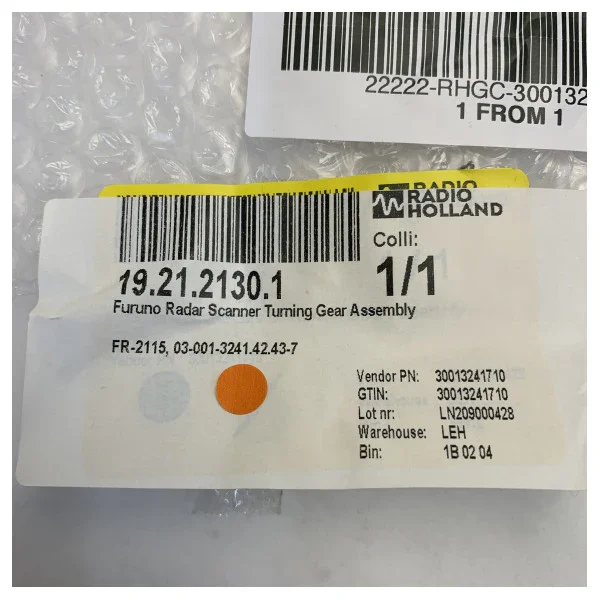 22222-RHGC-300132
1 FROM 1
RADIO
RADIO
HOLLAND
Colli:
1/1
19.21.2130.1
Furuno Radar Scanner Turning Gear Assembly
FR-2115, 03-001-3241.42.43-7
Vendor PN: 30013241710
GTIN: 30013241710
Lot nr: LN209000428
Warehouse: LEH
Bin: 1B 02 04